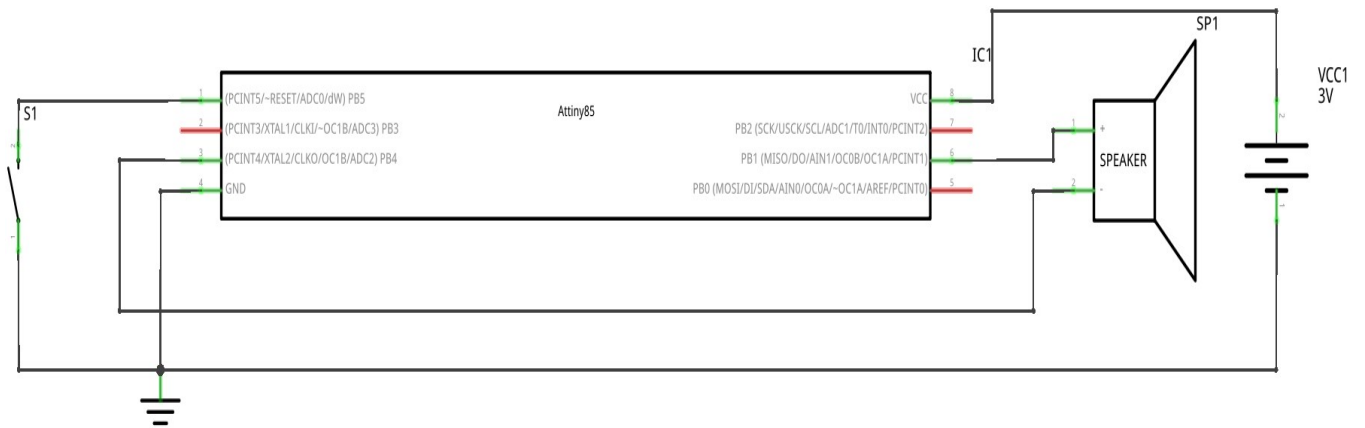 SP1
IC1
VCC1
3V
S1
1
(PCINT5/~RESET/ADC0/dW) PB5
Attiny85
VCC
8
2
2
(PCINT3/XTAL1/CLKI/~OC1B/ADC3) PB3
PB2 (SCK/USCK/SCL/ADC1/T0/INT0/PCINT2)
7
1
+
2
3
(PCINT4/XTAL2/CLKO/OC1B/ADC2) PB4
PB1 (MISO/DO/AIN1/OC0B/OC1A/PCINT1)
6
SPEAKER
4
GND
PB0 (MOSI/DI/SDA/AIN0/OC0A/~OC1A/AREF/PCINT0)
5
2
-
1
1